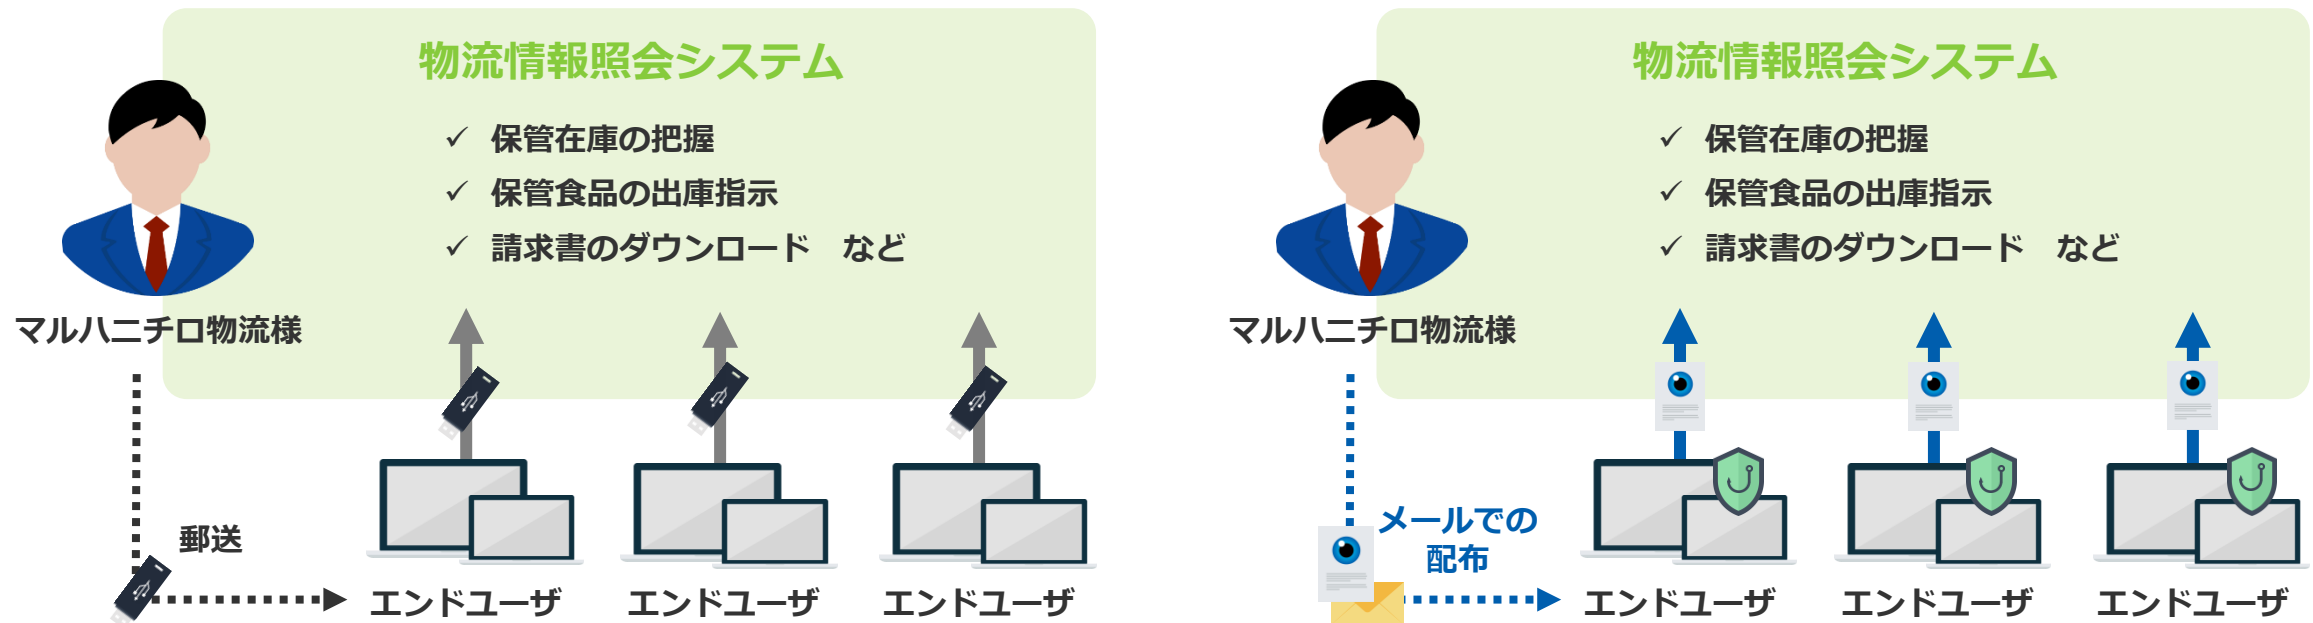 物流情報照会システム
✓ 保管在庫の把握
✓ 保管食品の出庫指示
✓ 請求書のダウンロード　など
マルハニチロ物流様
郵送
エンドユーザ
エンドユーザ
エンドユーザ
物流情報照会システム
✓ 保管在庫の把握
✓ 保管食品の出庫指示
✓ 請求書のダウンロード　など
マルハニチロ物流様
メールでの
配布
エンドユーザ
エンドユーザ
エンドユーザ